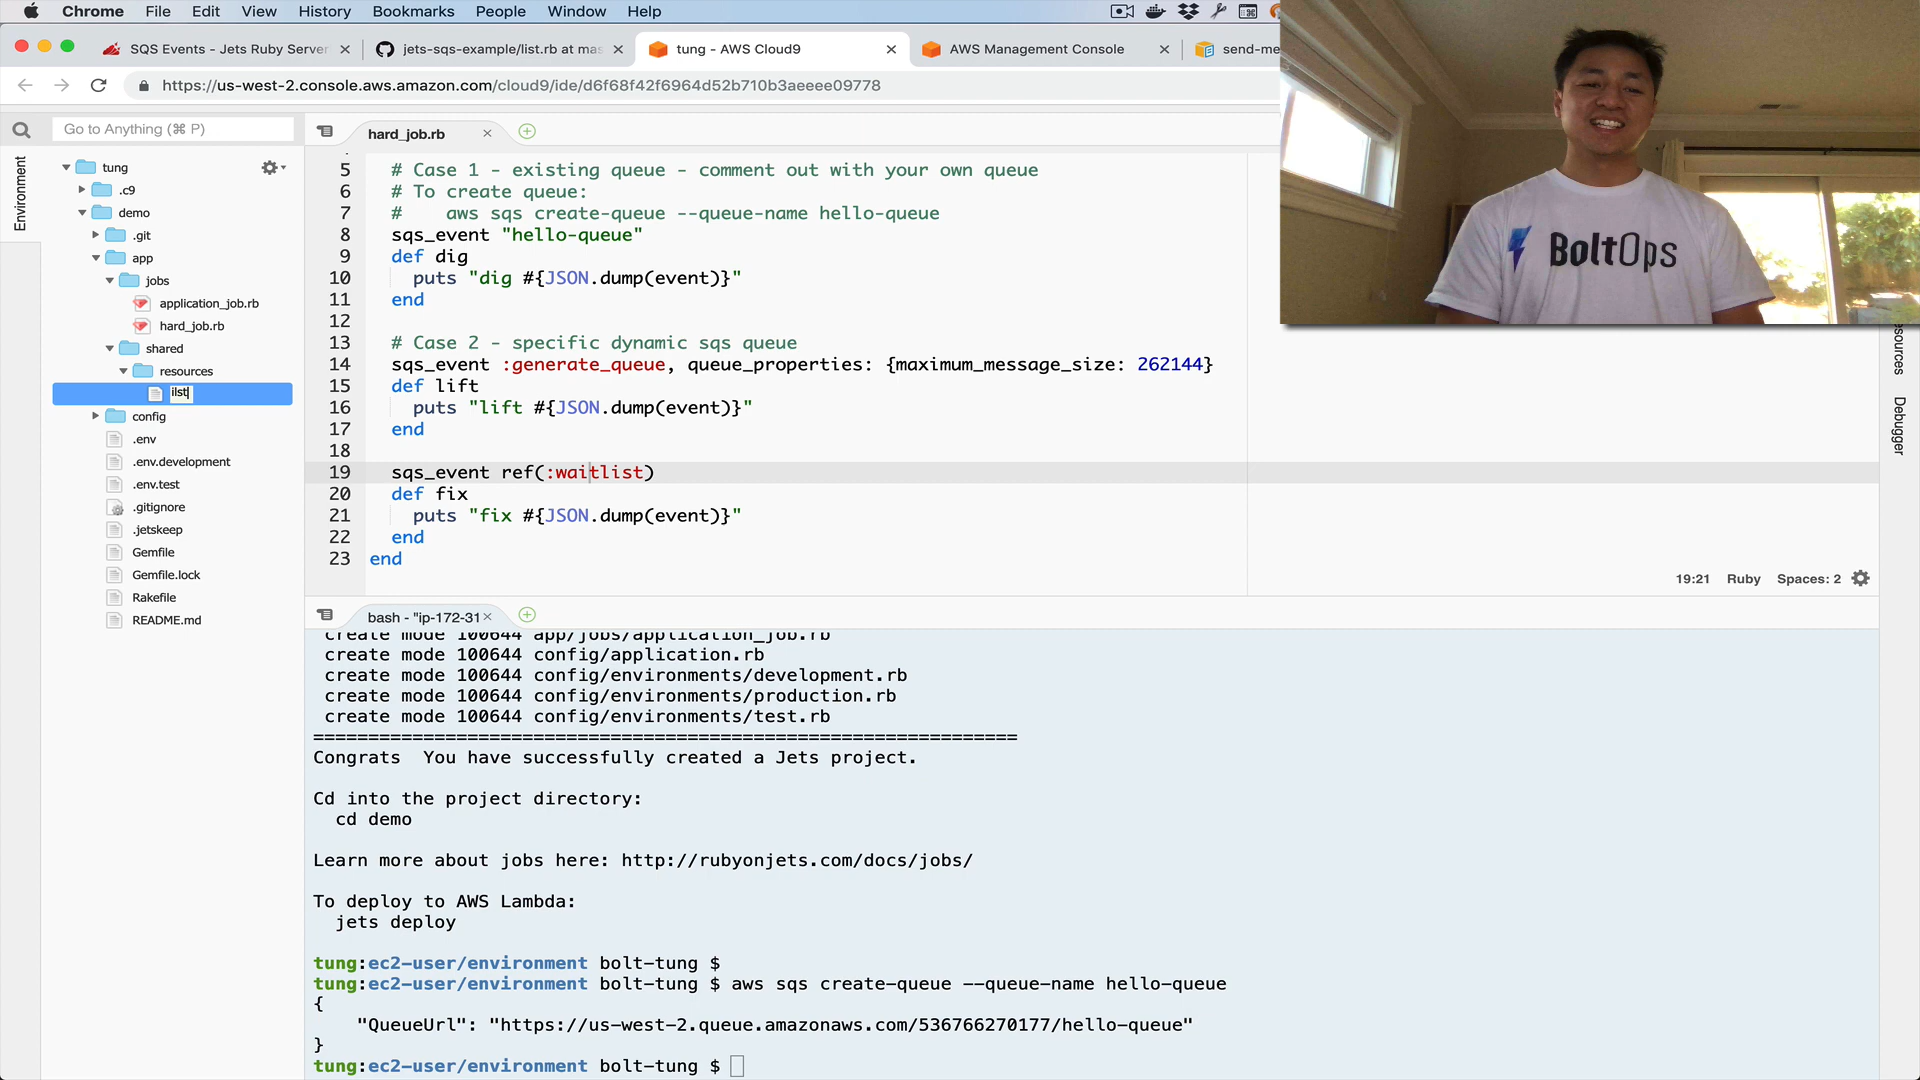 Chrome File Edit View History Bookmarks People Window Help
SQS Events - Jets Ruby Server
jets-sqs-example/list.rb at mas
tung - AWS Cloud9
AWS Management Console
send-me
https://us-west-2.console.aws.amazon.com/cloud9/ide/d6f68f42f6964d52b710b3aeeee09778
Go to Anything (⌘ P)
Environment
tung
.c9
demo
.git
app
jobs
application_job.rb
hard_job.rb
shared
resources
ilst
config
.env
.env.development
.env.test
.gitignore
.jetskeep
Gemfile
Gemfile.lock
Rakefile
README.md
hard_job.rb
5 # Case 1 - existing queue - comment out with your own queue
6 # To create queue:
7 #    aws sqs create-queue --queue-name hello-queue
8 sqs_event "hello-queue"
9 def dig
10 puts "dig #{JSON.dump(event)}"
11 end
12
13 # Case 2 - specific dynamic sqs queue
14 sqs_event :generate_queue, queue_properties: {maximum_message_size: 262144}
15 def lift
16 puts "lift #{JSON.dump(event)}"
17 end
18
19 sqs_event ref(:waitlist)
20 def fix
21 puts "fix #{JSON.dump(event)}"
22 end
23 end
19:21 Ruby Spaces: 2
BoltOps
Debugger
bash - "ip-172-31
create mode 100644 app/jobs/application_job.rb
create mode 100644 config/application.rb
create mode 100644 config/environments/development.rb
create mode 100644 config/environments/production.rb
create mode 100644 config/environments/test.rb
================================================================
Congrats  You have successfully created a Jets project.
Cd into the project directory:
cd demo
Learn more about jobs here: http://rubyonjets.com/docs/jobs/
To deploy to AWS Lambda:
jets deploy
tung:ec2-user/environment bolt-tung $
tung:ec2-user/environment bolt-tung $ aws sqs create-queue --queue-name hello-queue
{
"QueueUrl": "https://us-west-2.queue.amazonaws.com/536766270177/hello-queue"
}
tung:ec2-user/environment bolt-tung $